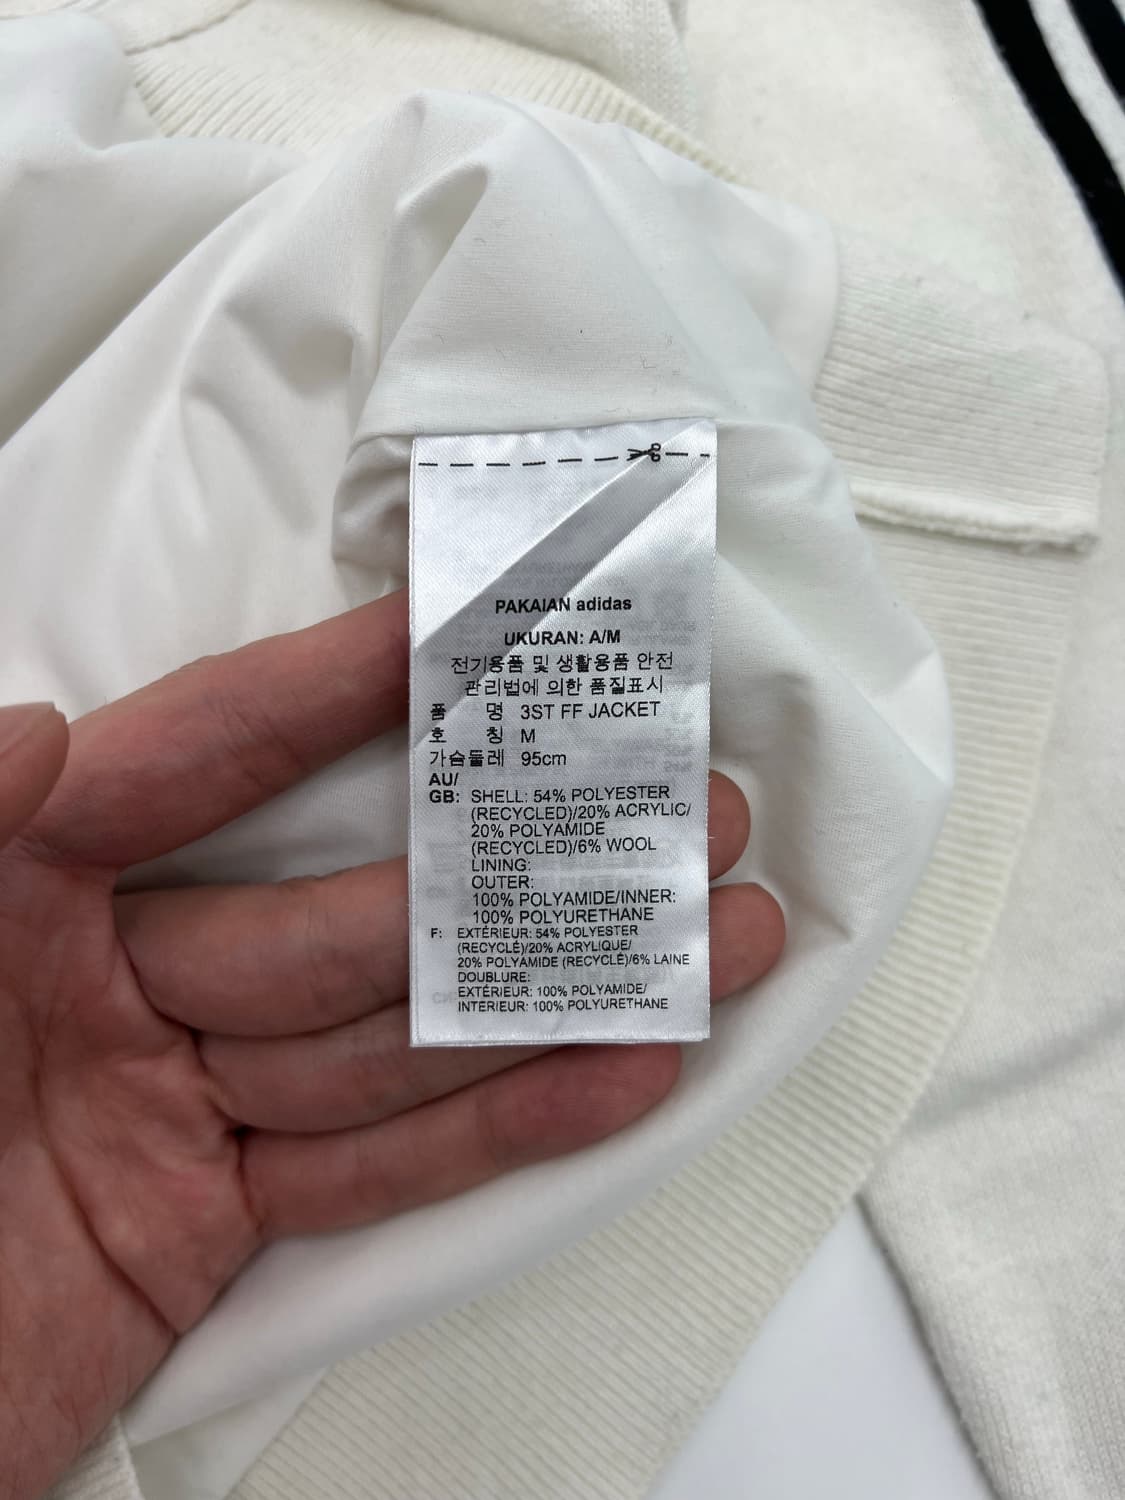 PAKAIAN adidas
UKURAN: A/M
전기용품 및 생활용품 안전
관리법에 의한 품질표시
품 명 3ST FF JACKET
호 칭 M
가슴둘레 95cm
AU/
GB: SHELL: 54% POLYESTER
(RECYCLED)/20% ACRYLIC/
20% POLYAMIDE
(RECYCLED)/6% WOOL
LINING:
OUTER:
100% POLYAMIDE/INNER:
100% POLYURETHANE
F: EXTÉRIEUR: 54% POLYESTER
(RECYCLÉ)/20% ACRYLIQUE/
20% POLYAMIDE (RECYCLÉ)/6% LAINE
DOUBLURE:
EXTÉRIEUR: 100% POLYAMIDE/
INTÉRIEUR: 100% POLYURETHANE